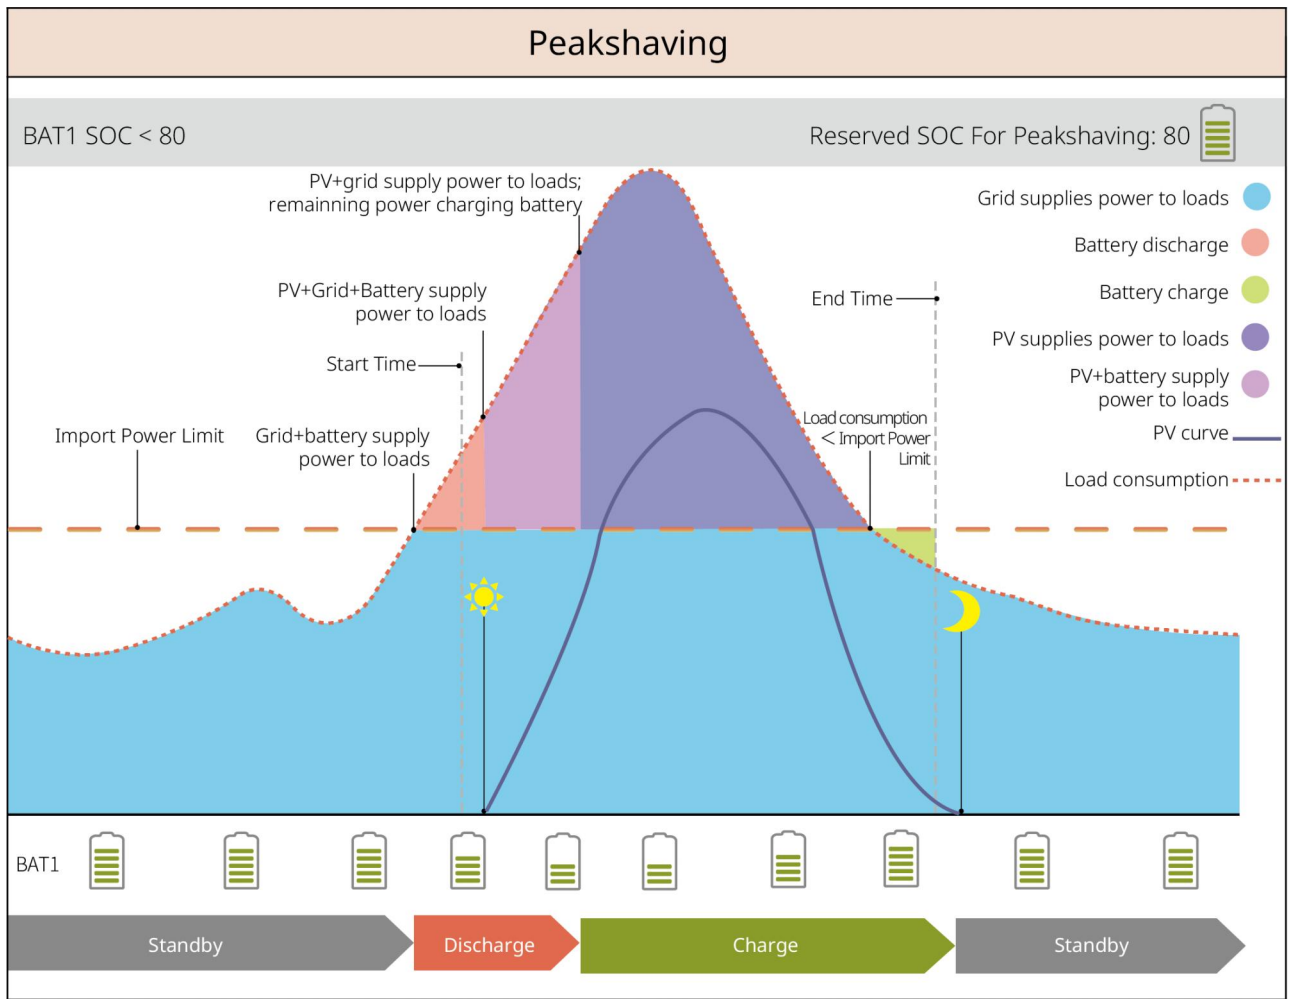 Peakshaving
BAT1 SOC < 80
Reserved SOC For Peakshaving: 80
PV+grid supply power to loads;
remainning power charging battery
Grid supplies power to loads
Battery discharge
PV+Grid+Battery supply
power to loads
End Time
Battery charge
PV supplies power to loads
Start Time
PV+battery supply
power to loads
Import Power Limit
Grid+battery supply
power to loads
Load consumption
< Import Power
Limit
PV curve
Load consumption
BAT1
Standby
Discharge
Charge
Standby